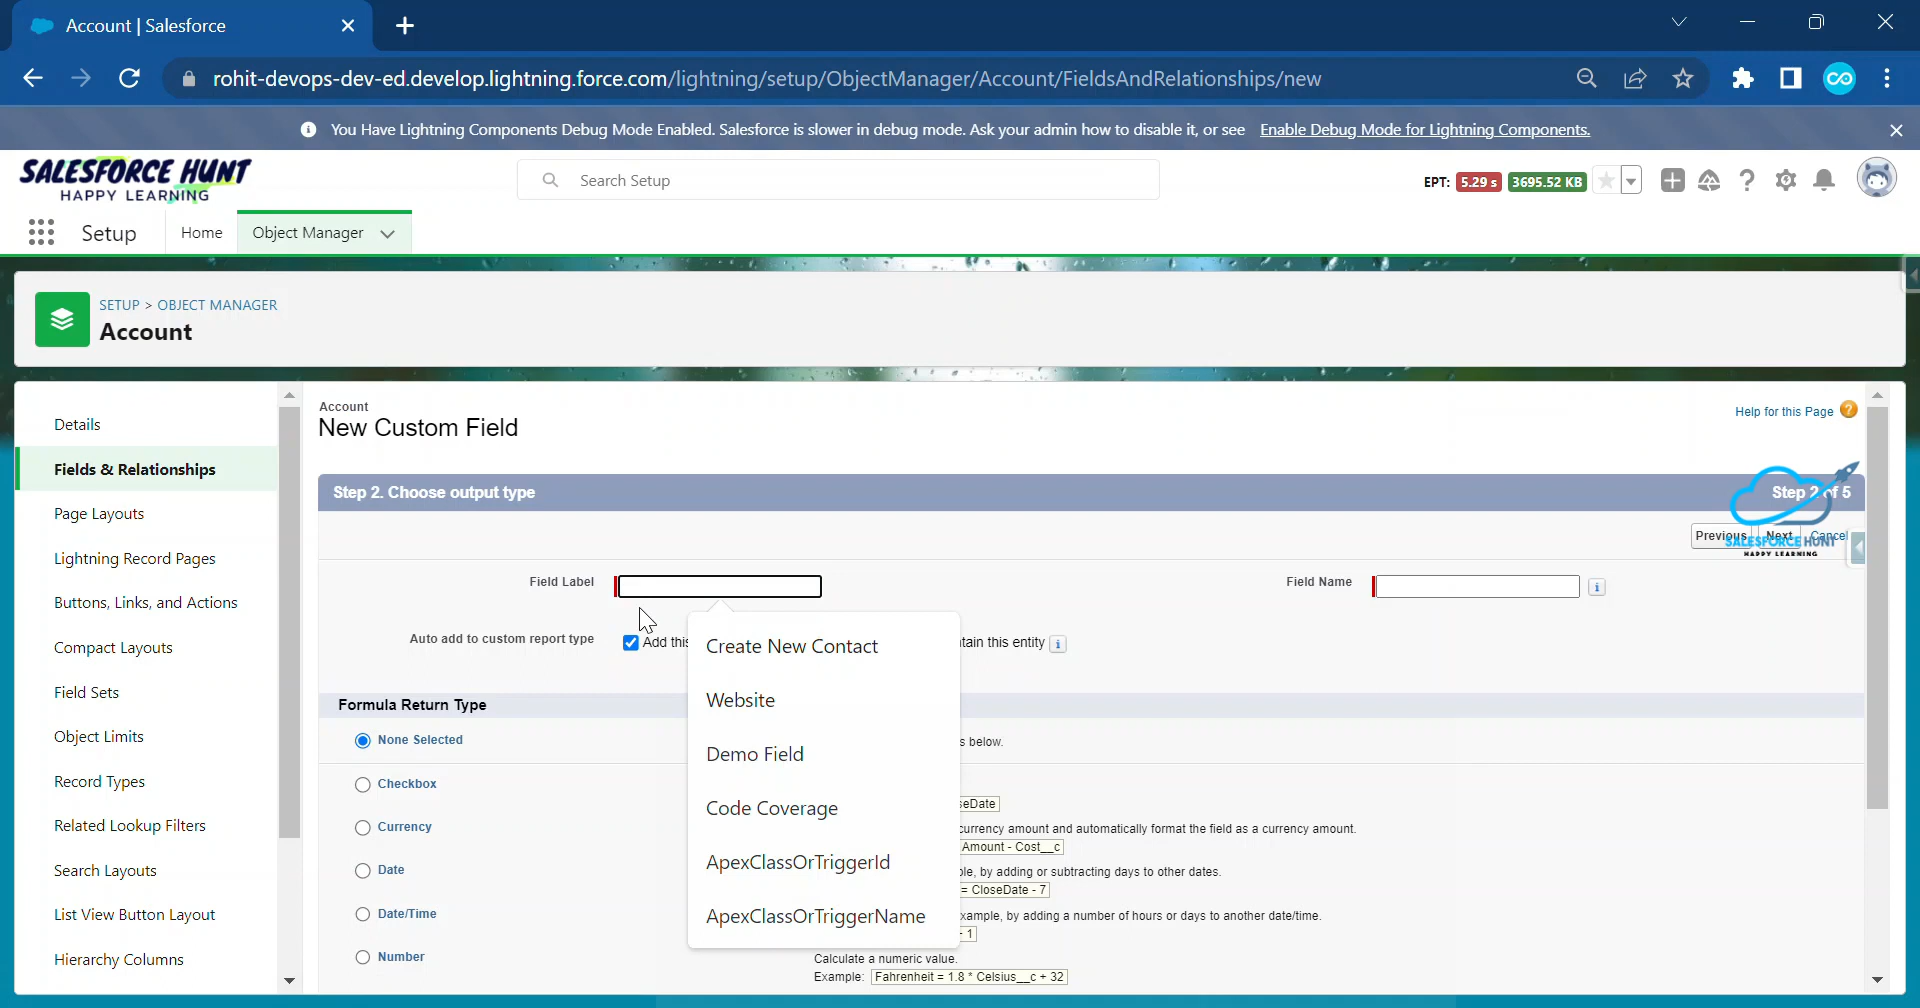 Account | Salesforce
rohit-devops-dev-ed.develop.lightning.force.com/lightning/setup/ObjectManager/Account/FieldsAndRelationships/new
You Have Lightning Components Debug Mode Enabled. Salesforce is slower in debug mode. Ask your admin how to disable it, or see Enable Debug Mode for Lightning Components.
SALESFORCE HUNT
HAPPY LEARNING
Search Setup
EPT: 5.29 s 3695.52 KB
Setup Home Object Manager
SETUP > OBJECT MANAGER
Account
Details
Fields & Relationships
Page Layouts
Lightning Record Pages
Buttons, Links, and Actions
Compact Layouts
Field Sets
Object Limits
Record Types
Related Lookup Filters
Search Layouts
List View Button Layout
Hierarchy Columns
Account
New Custom Field
Help for this Page
Step 2. Choose output type
Step 2 of 5
Previous Next Cancel
SALESFORCE HUNT
HAPPY LEARNING
Field Label
Field Name
Auto add to custom report type
Add this
tain this entity
Create New Contact
Website
Demo Field
Code Coverage
ApexClassOrTriggerId
ApexClassOrTriggerName
Formula Return Type
None Selected
s below.
Checkbox
seDate
Currency
currency amount and automatically format the field as a currency amount.
Amount - Cost__c
Date
ple, by adding or subtracting days to other dates.
= CloseDate - 7
Date/Time
xample, by adding a number of hours or days to another date/time.
- 1
Number
Calculate a numeric value.
Example: Fahrenheit = 1.8 * Celsius__c + 32